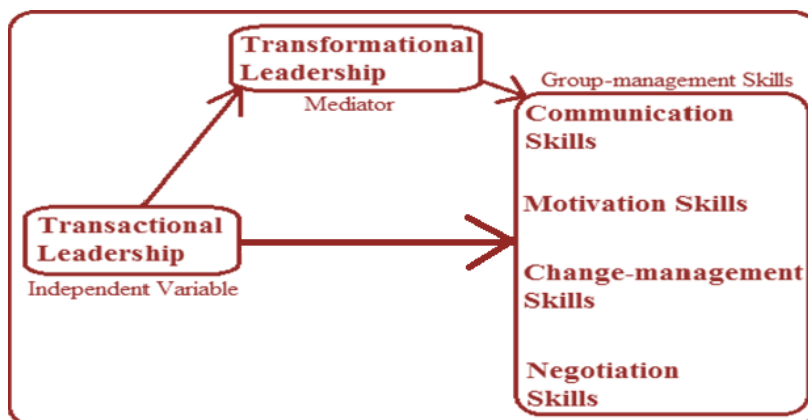 Transformational
Leadership
Mediator
Group-management Skills
Communication
Skills
Motivation Skills
Change-management
Skills
Negotiation
Skills
Transactional
Leadership
Independent Variable